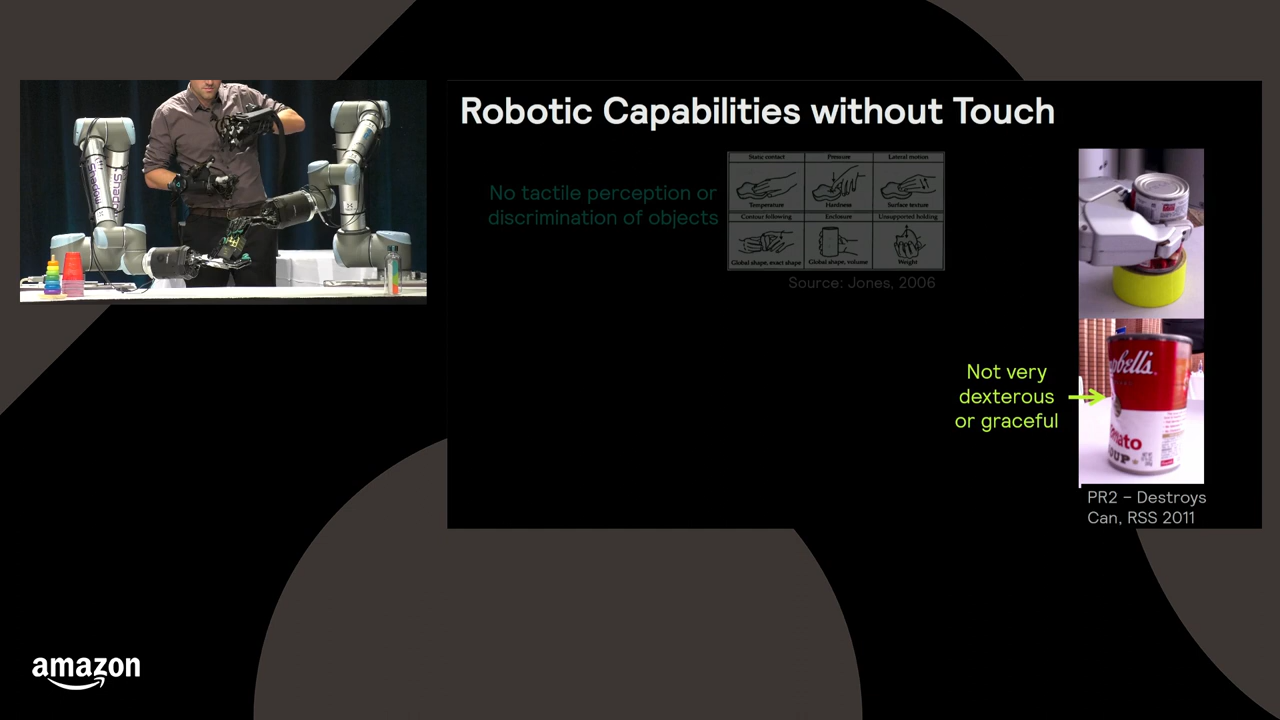 Robotic Capabilities without Touch
No tactile perception or
discrimination of objects
Static contact
Pressure
Lateral motion
Temperature
Hardness
Surface texture
Contour following
Enclosure
Unsupported holding
Global shape, exact shape
Global shape, volume
Weight
Source: Jones, 2006
Not very
dexterous
or graceful
PR2 – Destroys
Can, RSS 2011
Shadow
amazon